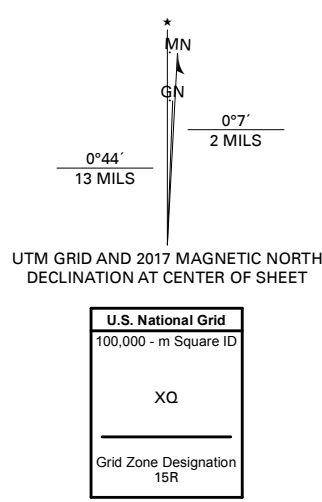 ★
MN
GN
0°7´
2 MILS
0°44´
13 MILS
UTM GRID AND 2017 MAGNETIC NORTH
DECLINATION AT CENTER OF SHEET
U.S. National Grid
100,000 - m Square ID
XQ
Grid Zone Designation
15R